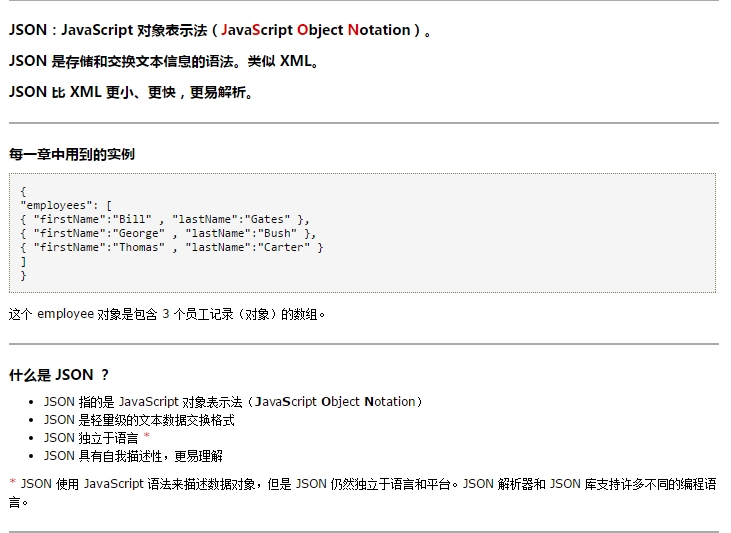 JSON：JavaScript 对象表示法（JavaScript Object Notation）。
JSON 是存储和交换文本信息的语法。类似 XML。
JSON 比 XML 更小、更快，更易解析。
每一章中用到的实例
{
"employees": [
{ "firstName":"Bill" , "lastName":"Gates" },
{ "firstName":"George" , "lastName":"Bush" },
{ "firstName":"Thomas" , "lastName":"Carter" }
]
}
这个 employee 对象是包含 3 个员工记录（对象）的数组。
什么是 JSON ？
• JSON 指的是 JavaScript 对象表示法（JavaScript Object Notation）
• JSON 是轻量级的文本数据交换格式
• JSON 独立于语言 *
• JSON 具有自我描述性，更易理解
* JSON 使用 JavaScript 语法来描述数据对象，但是 JSON 仍然独立于语言和平台。JSON 解析器和 JSON 库支持许多不同的编程语
言。